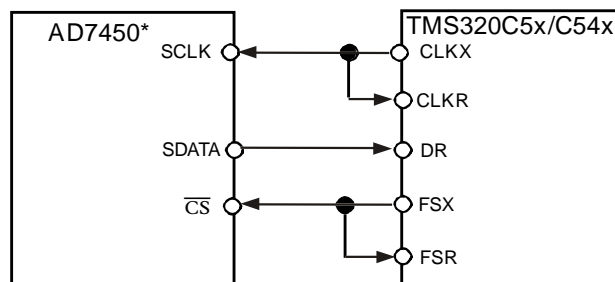 AD7450*
TMS320C5x/C54x
SCLK
CLKX
CLKR
SDATA
DR
CS
FSX
FSR